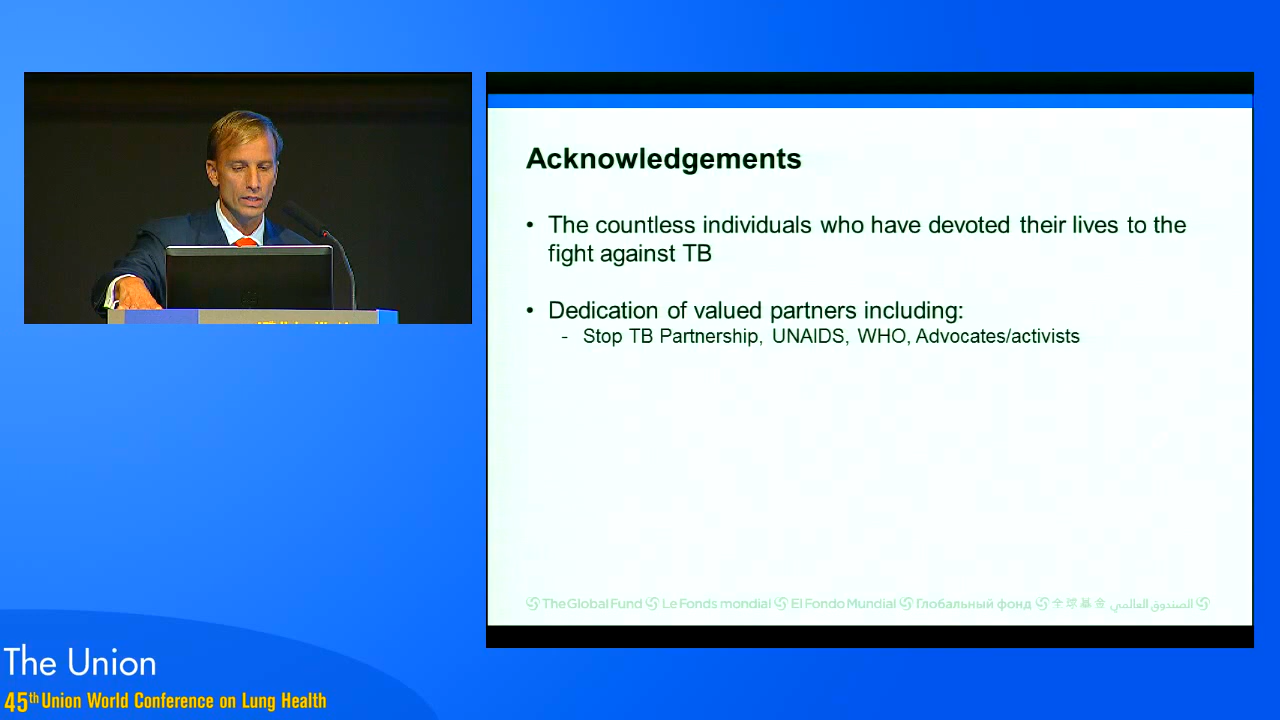 Acknowledgements
• The countless individuals who have devoted their lives to the
fight against TB
• Dedication of valued partners including:
- Stop TB Partnership, UNAIDS, WHO, Advocates/activists
The Global Fund Le Fonds mondial El Fondo Mundial Глобальный фонд 全球基金 الصندوق العالمي
The Union
45th Union World Conference on Lung Health